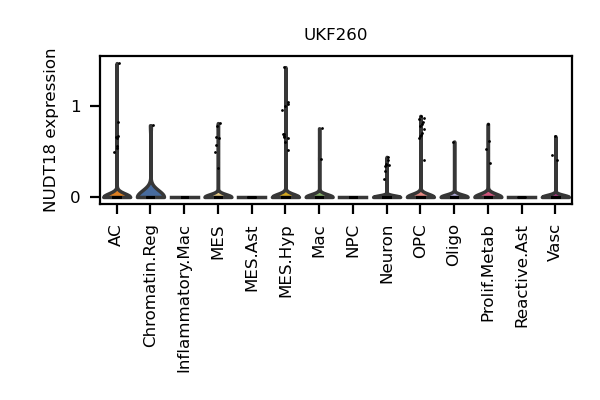 UKF260
NUDT18 expression
1
0
AC
Chromatin.Reg
Inflammatory.Mac
MES
MES.Ast
MES.Hyp
Mac
NPC
Neuron
OPC
Oligo
Prolif.Metab
Reactive.Ast
Vasc